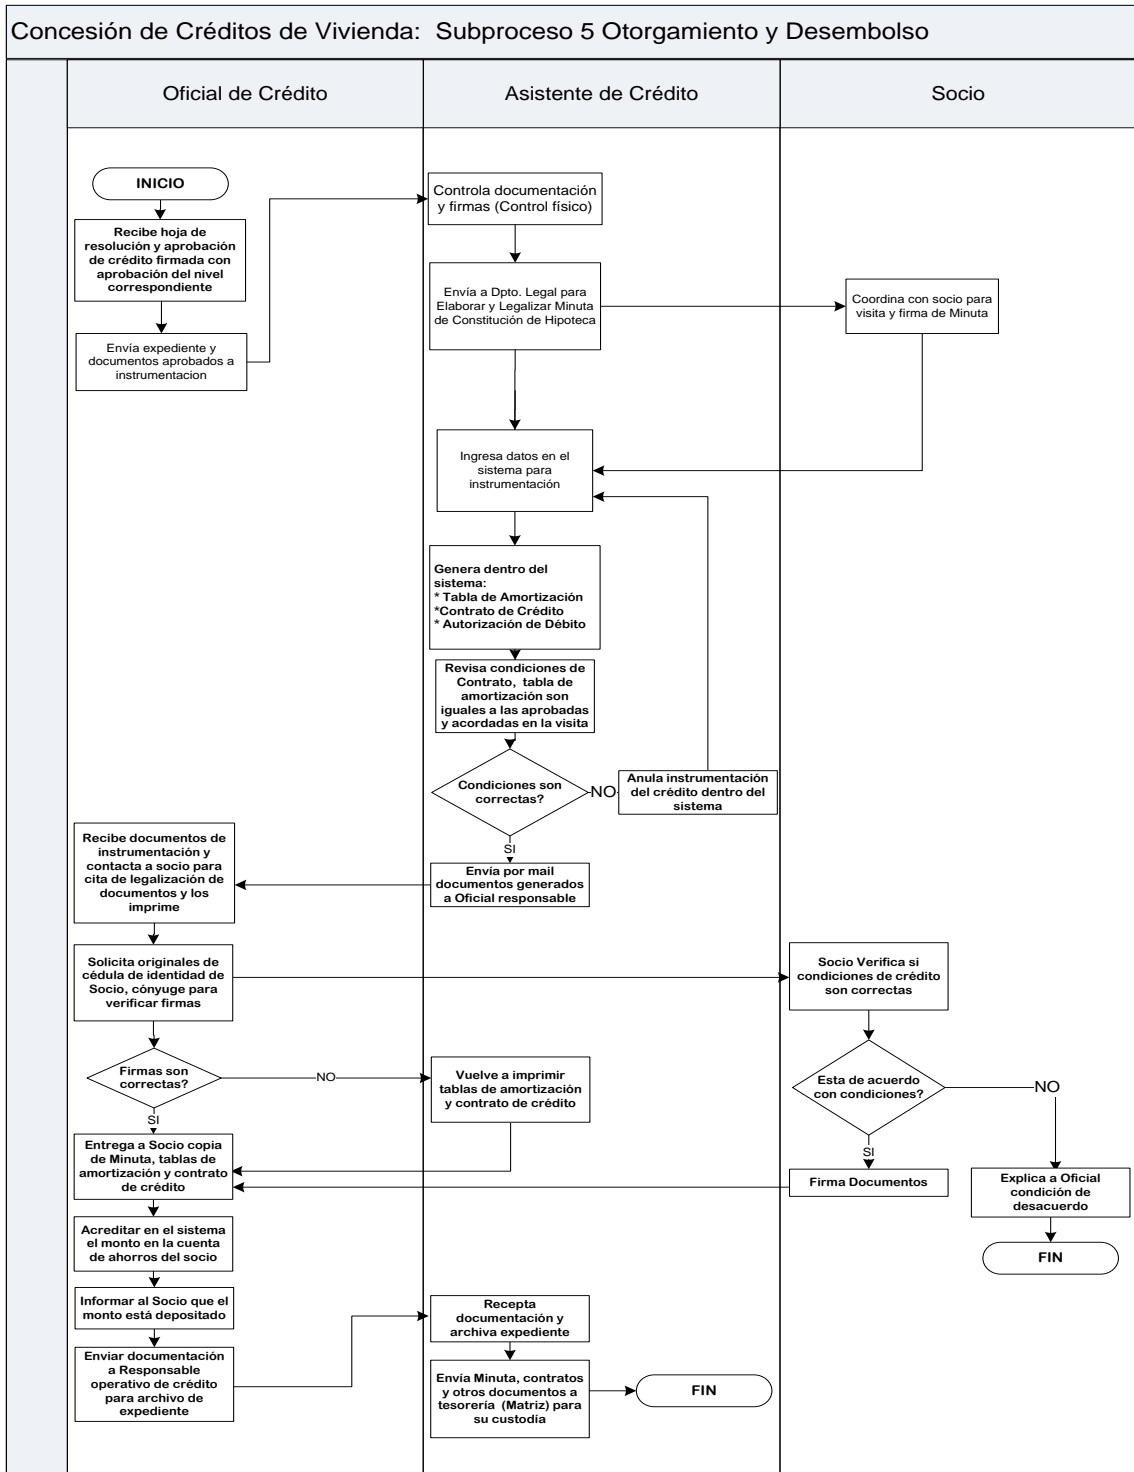 Concesión de Créditos de Vivienda: Subproceso 5 Otorgamiento y Desembolso
Oficial de Crédito
Asistente de Crédito
Socio
INICIO
Recibe hoja de
resolución y aprobación
de crédito firmada con
aprobación del nivel
correspondiente
Envía expediente y
documentos aprobados a
instrumentacion
Controla documentación
y firmas (Control físico)
Envía a Dpto. Legal para
Elaborar y Legalizar Minuta
de Constitución de Hipoteca
Coordina con socio para
visita y firma de Minuta
Ingresa datos en el
sistema para
instrumentación
Genera dentro del
sistema:
* Tabla de Amortización
*Contrato de Crédito
* Autorización de Débito
Revisa condiciones de
Contrato, tabla de
amortización son
iguales a las aprobadas
y acordadas en la visita
Condiciones son
correctas?
NO
Anula instrumentación
del crédito dentro del
sistema
SI
Envía por mail
documentos generados
a Oficial responsable
Recibe documentos de
instrumentación y
contacta a socio para
cita de legalización de
documentos y los
imprime
Solicita originales de
cédula de identidad de
Socio, cónyuge para
verificar firmas
Socio Verifica si
condiciones de crédito
son correctas
Firmas son
correctas?
NO
Vuelve a imprimir
tablas de amortización
y contrato de crédito
Esta de acuerdo
con condiciones?
NO
SI
SI
Entrega a Socio copia
de Minuta, tablas de
amortización y contrato
de crédito
Firma Documentos
Explica a Oficial
condición de
desacuerdo
FIN
Acreditar en el sistema
el monto en la cuenta
de ahorros del socio
Informar al Socio que el
monto está depositado
Enviar documentación
a Responsable
operativo de crédito
para archivo de
expediente
Recepta
documentación y
archiva expediente
Envía Minuta, contratos
y otros documentos a
tesorería (Matriz) para
su custodía
FIN